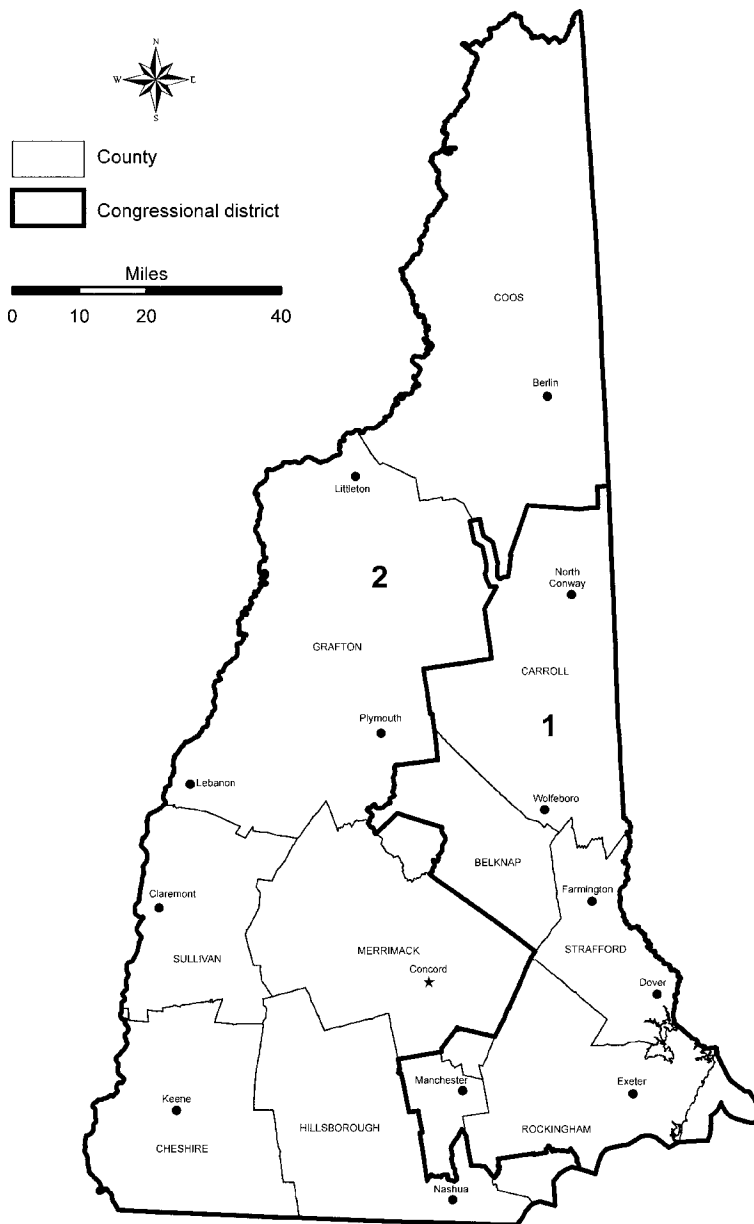 N
W E
S
County
Congressional district
Miles
0 10 20 40
COOS
Berlin
Littleton
2
North
Conway
GRAFTON
CARROLL
Plymouth
1
Lebanon
Wolfeboro
BELKNAP
Claremont
Farmington
MERRIMACK
STRAFFORD
SULLIVAN
Concord
Dover
Manchester
Exeter
Keene
HILLSBOROUGH
ROCKINGHAM
CHESHIRE
Nashua